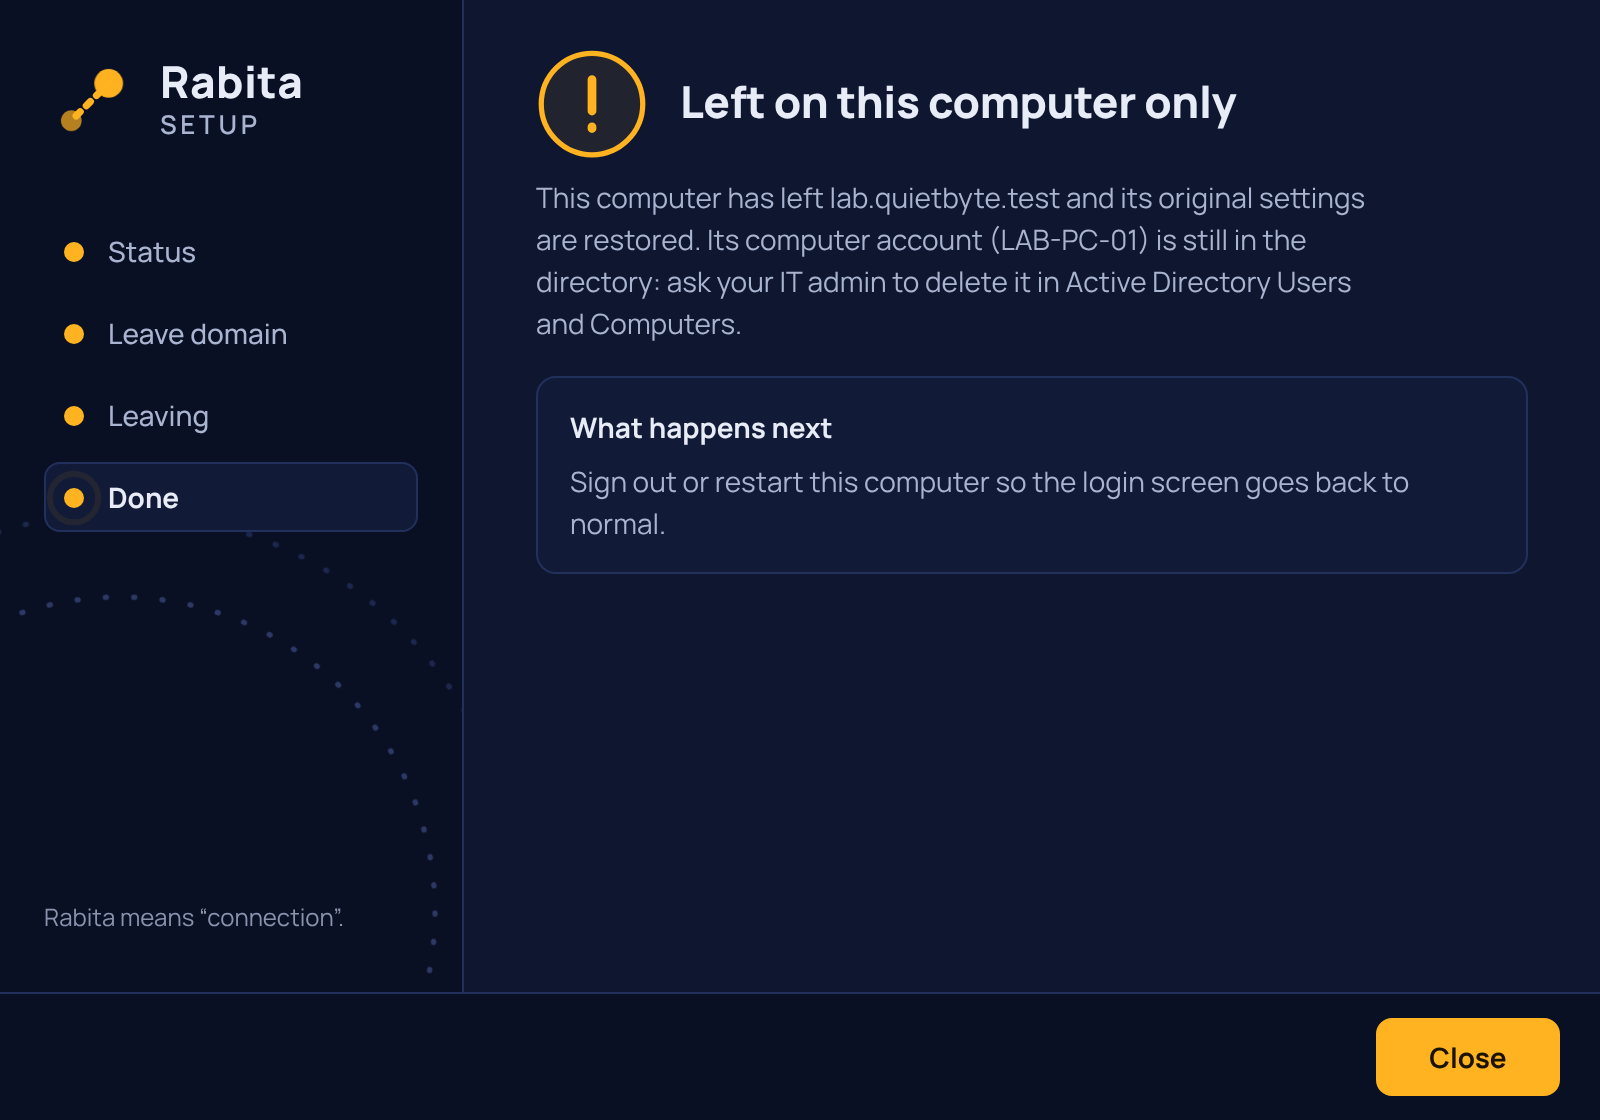 Rabita
SETUP
Status
Leave domain
Leaving
Done
Rabita means “connection”.
Left on this computer only
This computer has left lab.quietbyte.test and its original settings
are restored. Its computer account (LAB-PC-01) is still in the
directory: ask your IT admin to delete it in Active Directory Users
and Computers.
What happens next
Sign out or restart this computer so the login screen goes back to
normal.
Close